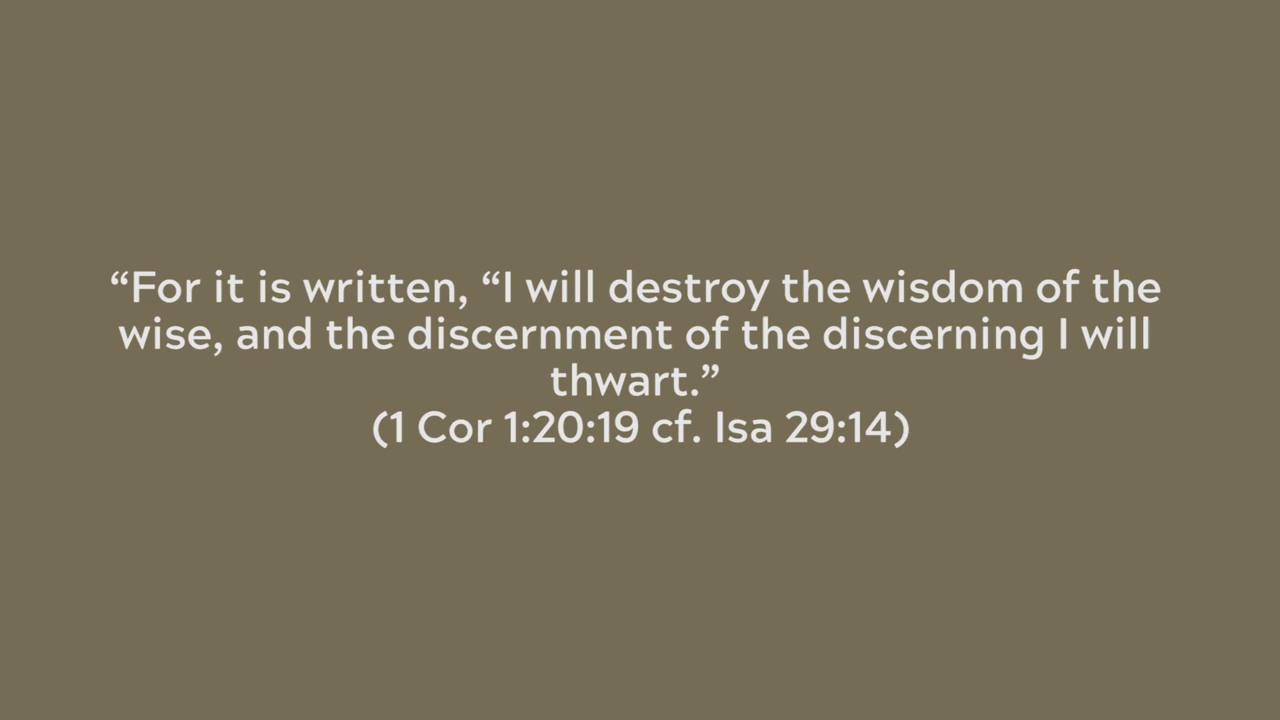 “For it is written, “I will destroy the wisdom of the
wise, and the discernment of the discerning I will
thwart.”
(1 Cor 1:20:19 cf. Isa 29:14)